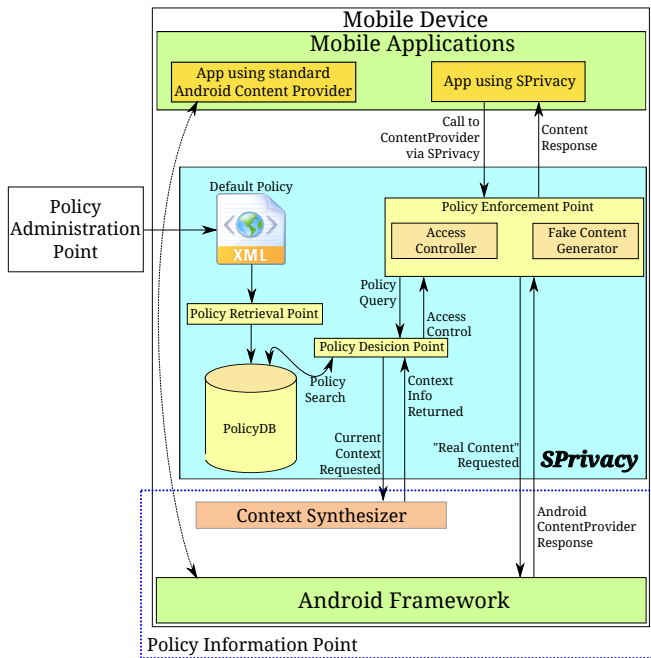 Mobile Device
Mobile Applications
App using standard
Android Content Provider
App using SPrivacy
Call to
ContentProvider
via SPrivacy
Content
Response
Policy
Administration
Point
Default Policy
XML
Policy Enforcement Point
Access
Controller
Fake Content
Generator
Policy
Query
Access
Control
Policy Retrieval Point
Policy Desicion Point
Policy
Search
Context
Info
Returned
PolicyDB
Current
Context
Requested
"Real Content"
Requested
SPrivacy
Context Synthesizer
Android
ContentProvider
Response
Android Framework
Policy Information Point